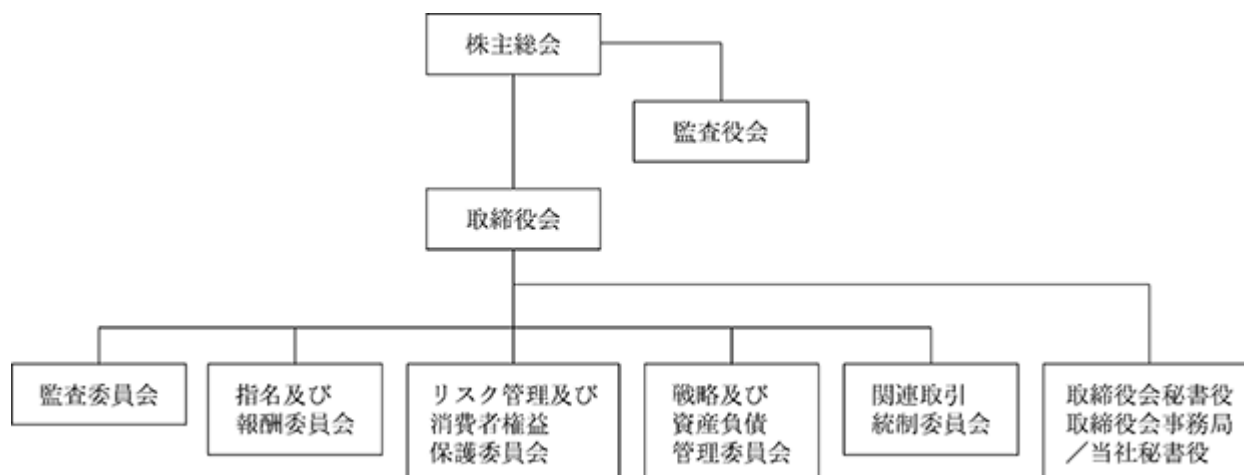 株主総会
監査役会
取締役会
監査委員会
指名及び
報酬委員会
リスク管理及び
消費者権益
保護委員会
戦略及び
資産負債
管理委員会
関連取引
統制委員会
取締役会秘書役
取締役会事務局
／当社秘書役